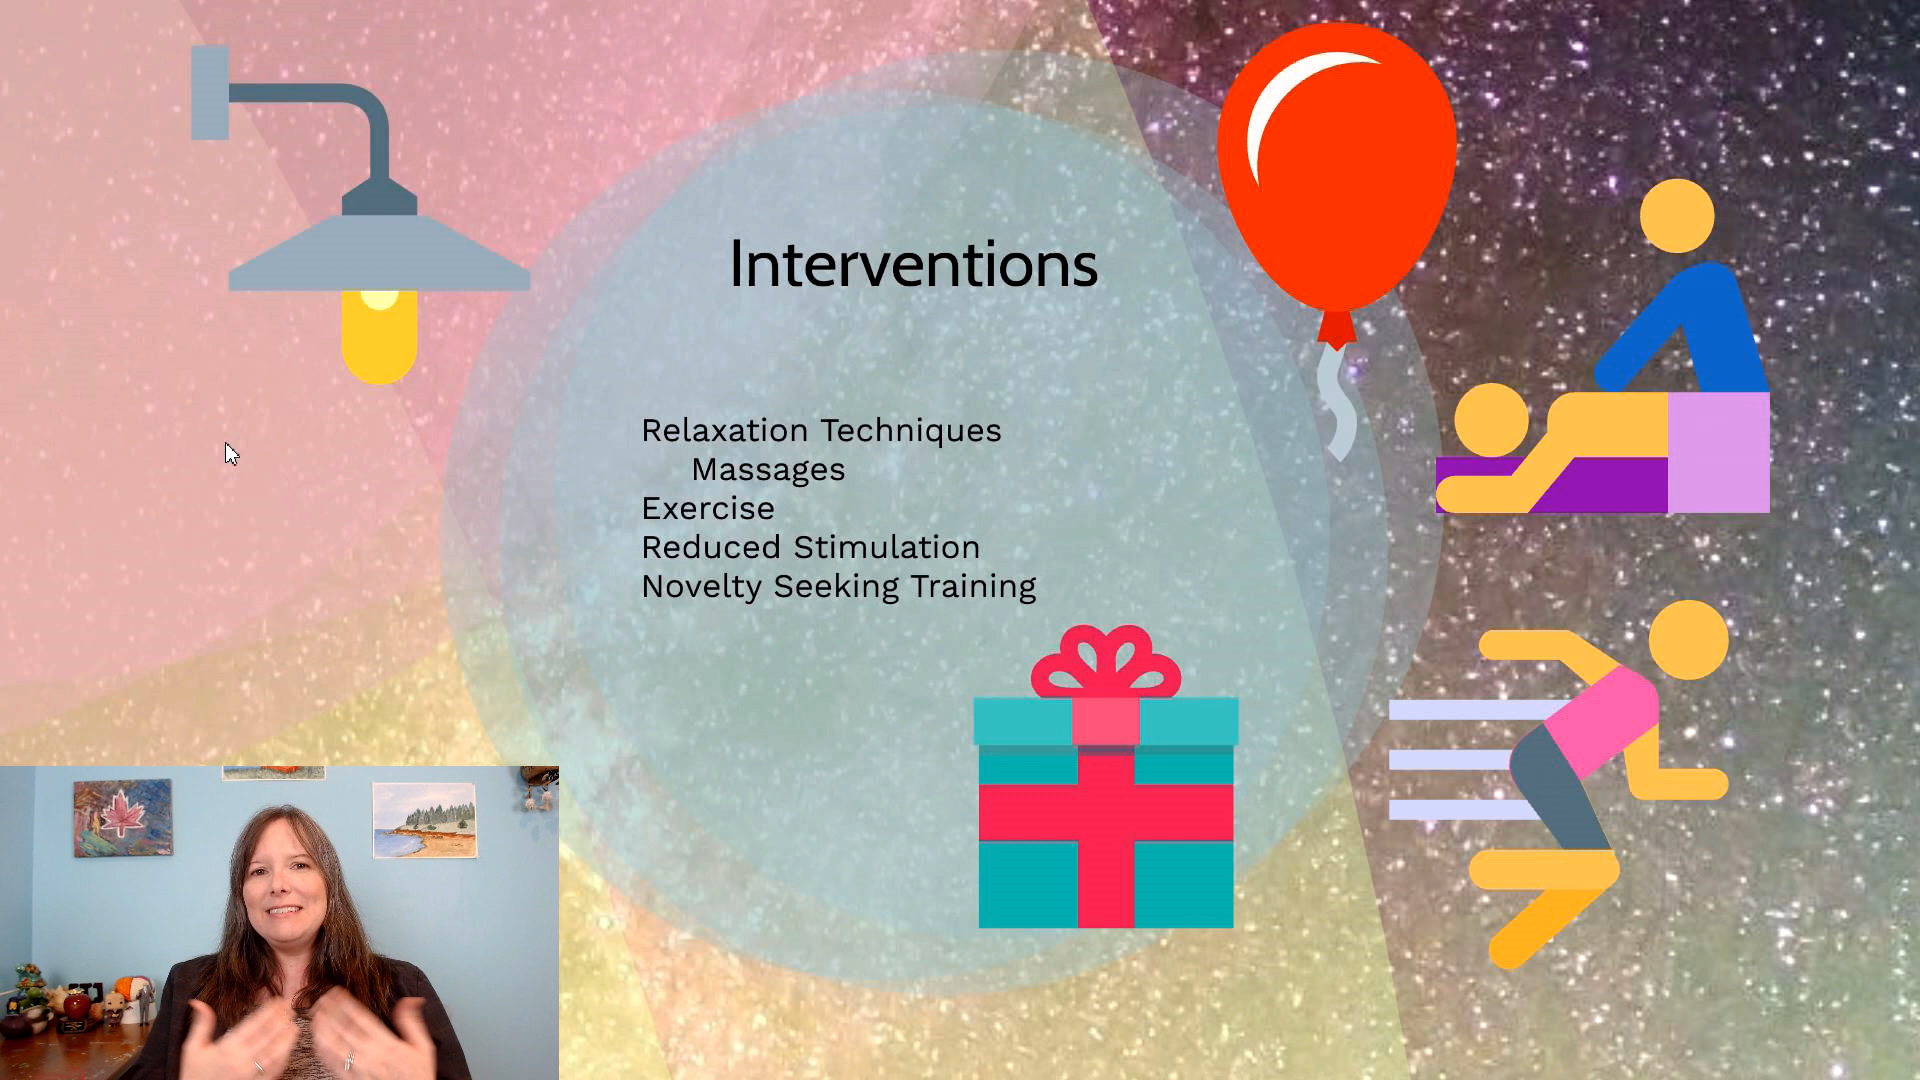 Interventions
Relaxation Techniques
Massages
Exercise
Reduced Stimulation
Novelty Seeking Training